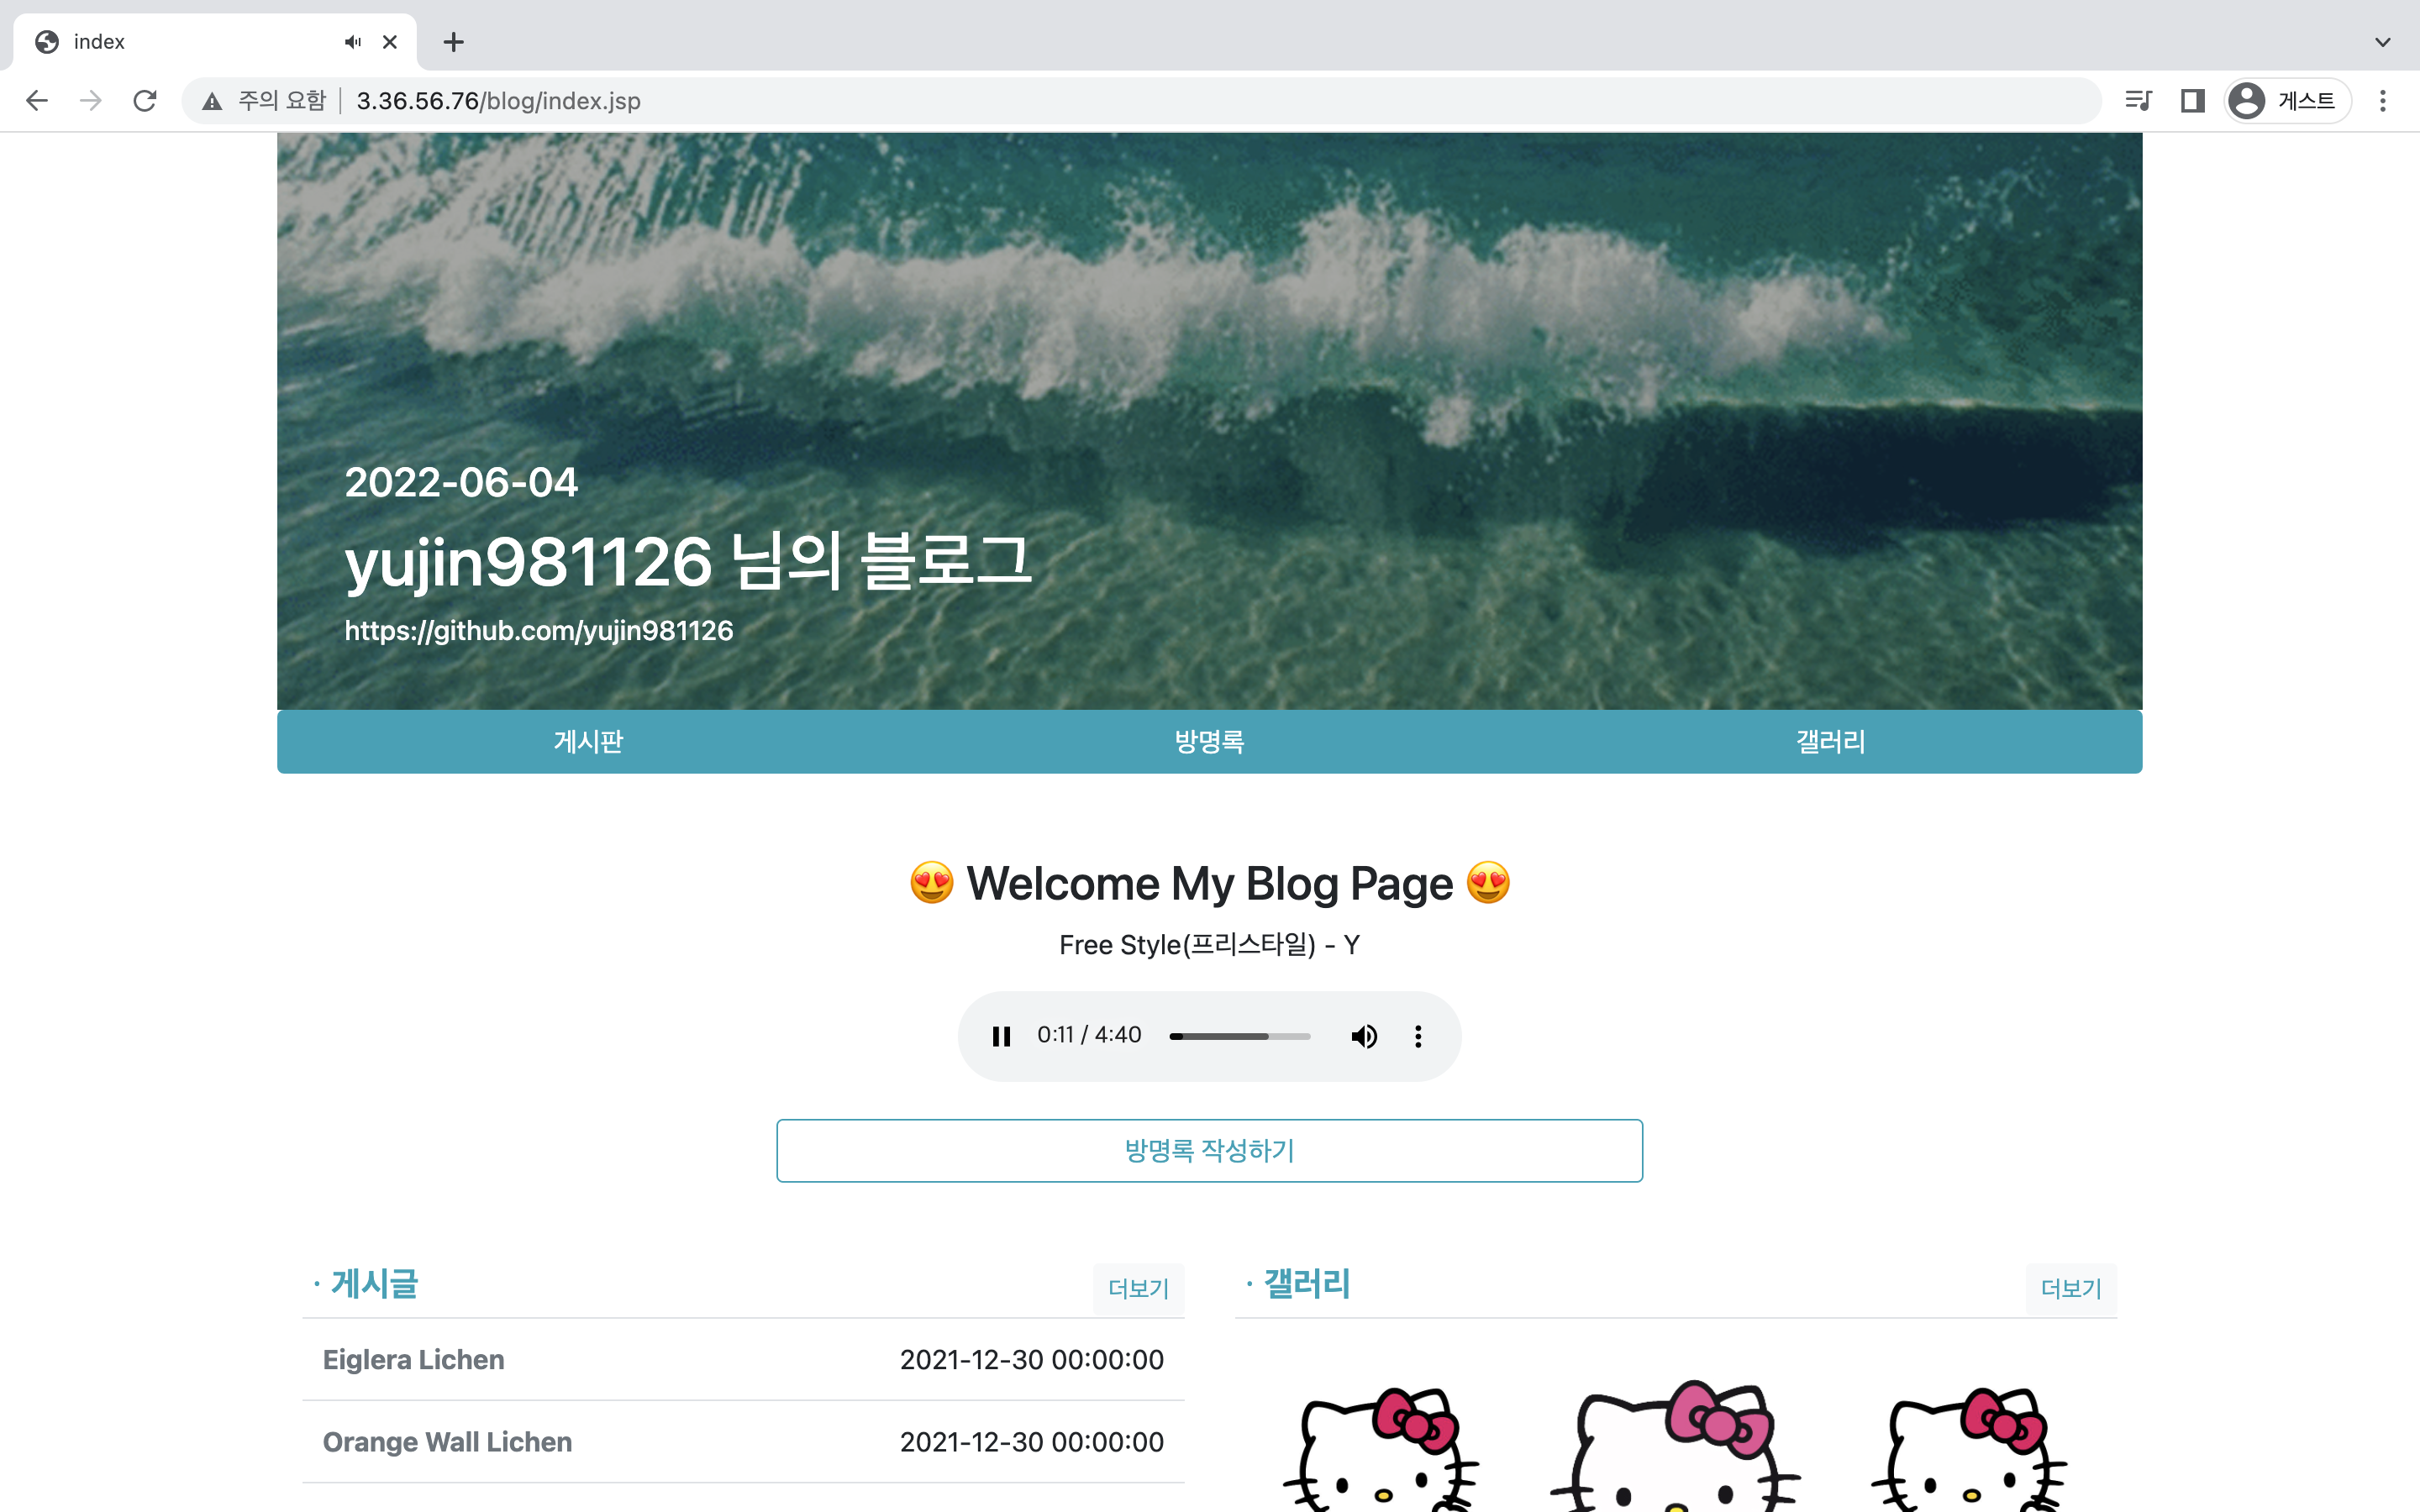 index
주의 요함 | 3.36.56.76/blog/index.jsp
게스트
2022-06-04
yujin981126 님의 블로그
https://github.com/yujin981126
게시판 방명록 갤러리
😍 Welcome My Blog Page 😍
Free Style(프리스타일) - Y
0:11 / 4:40
방명록 작성하기
· 게시글 더보기
Eiglera Lichen 2021-12-30 00:00:00
Orange Wall Lichen 2021-12-30 00:00:00
· 갤러리 더보기